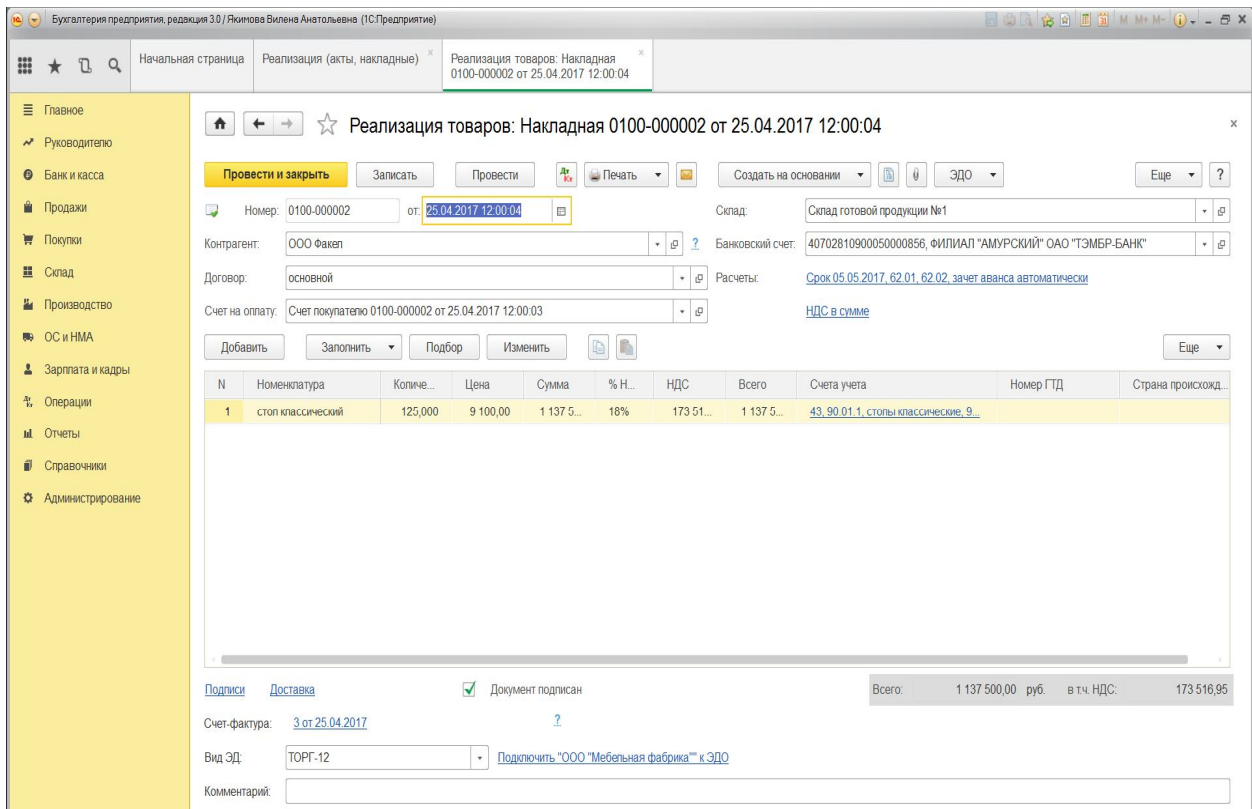 Бухгалтерия предприятия, редакция 3.0 / Якимова Вилена Анатольевна (1С:Предприятие)
M M+ M-
Начальная страница
Реализация (акты, накладные)
Реализация товаров: Накладная
0100-000002 от 25.04.2017 12:00:04
Главное
Руководителю
Банк и касса
Продажи
Покупки
Склад
Производство
ОС и НМА
Зарплата и кадры
Операции
Отчеты
Справочники
Администрирование
Реализация товаров: Накладная 0100-000002 от 25.04.2017 12:00:04
Провести и закрыть Записать Провести Дт Кт Печать Создать на основании ЭДО Еще ?
Номер: 0100-000002 от: 25.04.2017 12:00:04 Склад: Склад готовой продукции №1
Контрагент: ООО Факел ? Банковский счет: 40702810900050000856, ФИЛИАЛ "АМУРСКИЙ" ОАО "ТЭМБР-БАНК"
Договор: основной Расчеты: Срок 05.05.2017, 62.01, 62.02, зачет аванса автоматически
Счет на оплату: Счет покупателю 0100-000002 от 25.04.2017 12:00:03 НДС в сумме
Добавить Заполнить Подбор Изменить Еще
N Номенклатура Количе... Цена Сумма % Н... НДС Всего Счета учета Номер ГТД Страна происхожд...
1 стол классический 125,000 9 100,00 1 137 5... 18% 173 51... 1 137 5... 43, 90.01.1, столы классические, 9...
Подписи Доставка Документ подписан Всего: 1 137 500,00 руб. в т.ч. НДС: 173 516,95
Счет-фактура: 3 от 25.04.2017 ?
Вид ЭД: ТОРГ-12 Подключить "ООО "Мебельная фабрика"" к ЭДО
Комментарий: